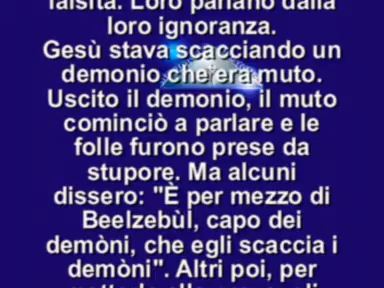 falsità. Loro parlano dalla
loro ignoranza.
Gesù stava scacciando un
demonio che era muto.
Uscito il demonio, il muto
cominciò a parlare e le
folle furono prese da
stupore. Ma alcuni
dissero: "È per mezzo di
Beelzebùl, capo dei
demòni, che egli scaccia i
demòni". Altri poi, per